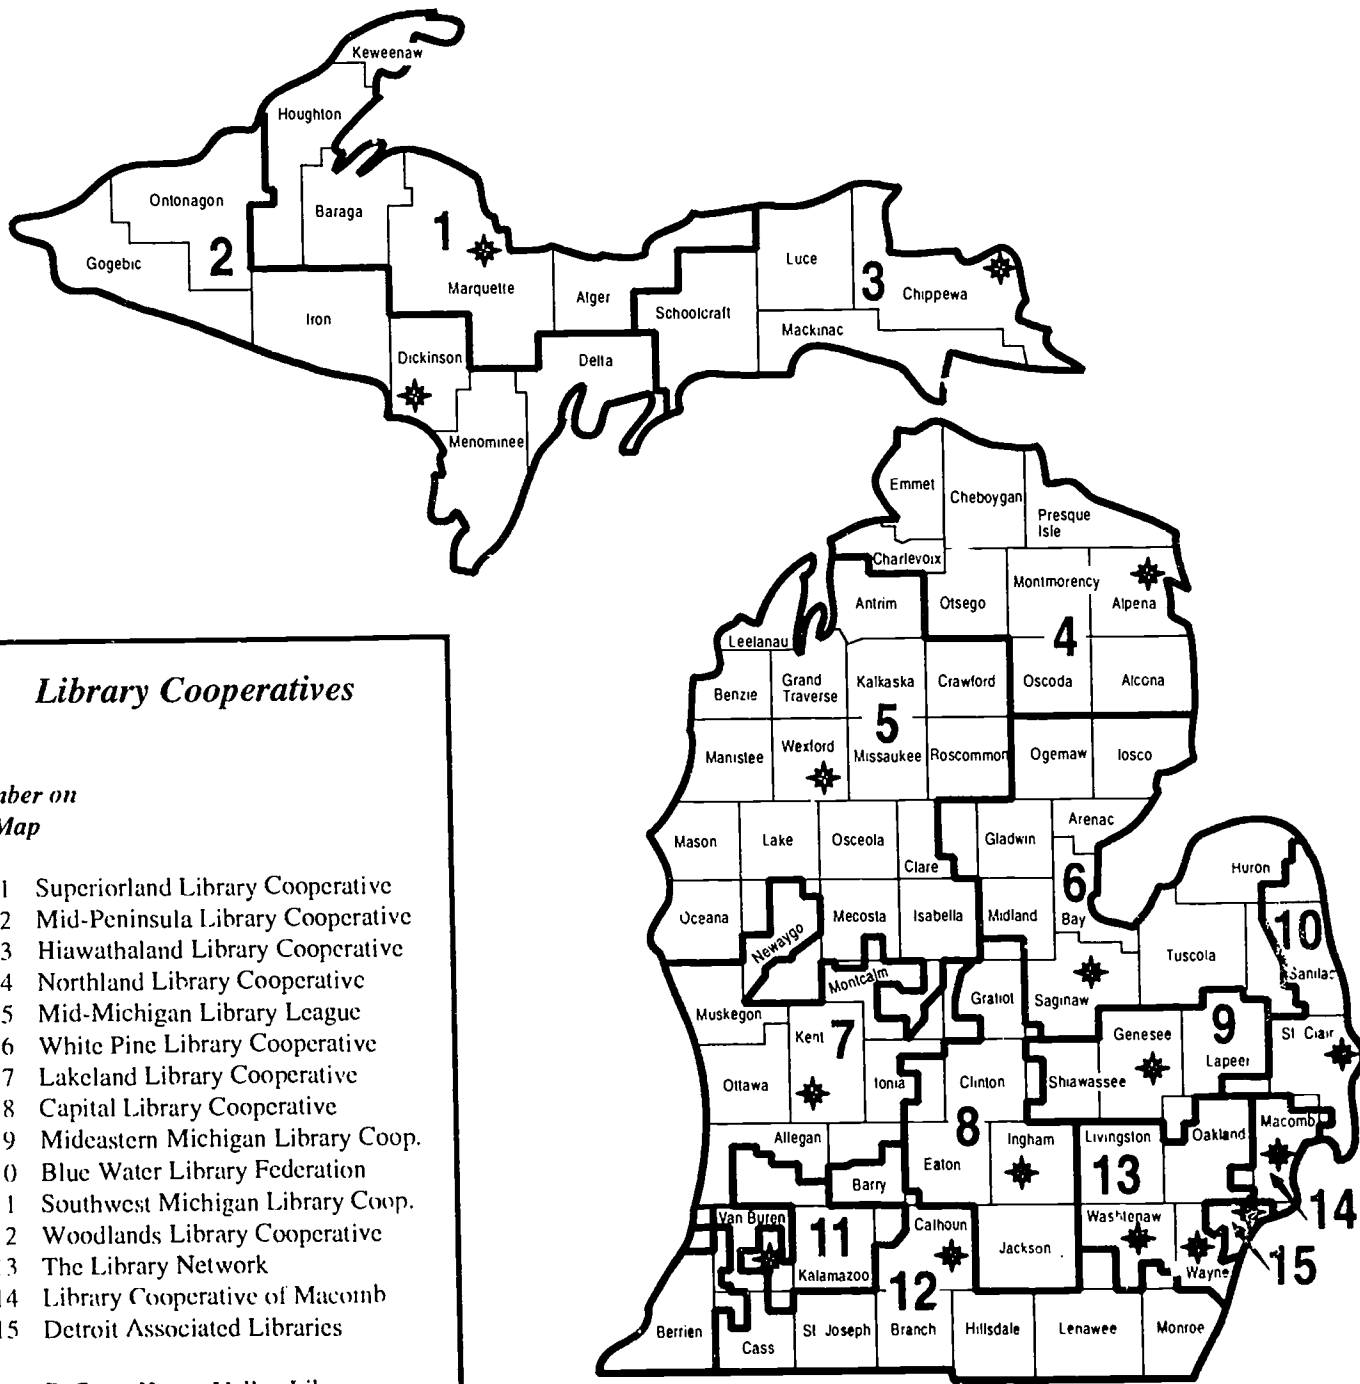 Keweenaw
Houghton
Ontonagon
Baraga
1
Gogebic
2
Luce
3
Marquette
Alger
Chippewa
Iron
Schoolcraft
Mackinac
Dickinson
Delta
Menominee
Emmet
Cheboygan
Presque
Isle
Charlevoix
Montmorency
Antrim
Otsego
Alpena
4
Leelanau
Benzie
Grand
Traverse
Kalkaska
Crawford
Oscoda
Alcona
5
Manistee
Wexford
Missaukee
Roscommon
Ogemaw
Iosco
Arenac
Mason
Lake
Osceola
Clare
Gladwin
Huron
6
Oceana
Newaygo
Mecosta
Isabella
Midland
Bay
10
Tuscola
Sanilac
Montcalm
Gratiot
Saginaw
Muskegon
Kent
7
Genesee
9
St Clair
Lapeer
Ottawa
Ionia
Clinton
Shiawassee
8
Allegan
Ingham
Livingston
Oakland
Macomb
Eaton
13
Barry
14
Van Buren
11
Calhoun
Washtenaw
Jackson
15
Kalamazoo
Wayne
12
Berrien
Cass
St Joseph
Branch
Hillsdale
Lenawee
Monroe
Library Cooperatives
ber on
Map
1 Superiorland Library Cooperative
2 Mid-Peninsula Library Cooperative
3 Hiawathaland Library Cooperative
4 Northland Library Cooperative
5 Mid-Michigan Library League
6 White Pine Library Cooperative
7 Lakeland Library Cooperative
8 Capital Library Cooperative
9 Mideastern Michigan Library Coop.
0 Blue Water Library Federation
1 Southwest Michigan Library Coop.
2 Woodlands Library Cooperative
3 The Library Network
14 Library Cooperative of Macomb
15 Detroit Associated Libraries